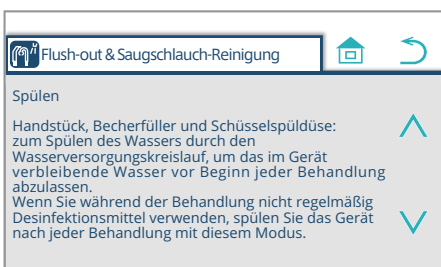 Flush-out & Saugschlauch-Reinigung
Spülen
Handstück, Becherfüller und Schüsselspüldüse:
zum Spülen des Wassers durch den
Wasserversorgungskreislauf, um das im Gerät
verbleibende Wasser vor Beginn jeder Behandlung
abzulassen.
Wenn Sie während der Behandlung nicht regelmäßig
Desinfektionsmittel verwenden, spülen Sie das Gerät
nach jeder Behandlung mit diesem Modus.